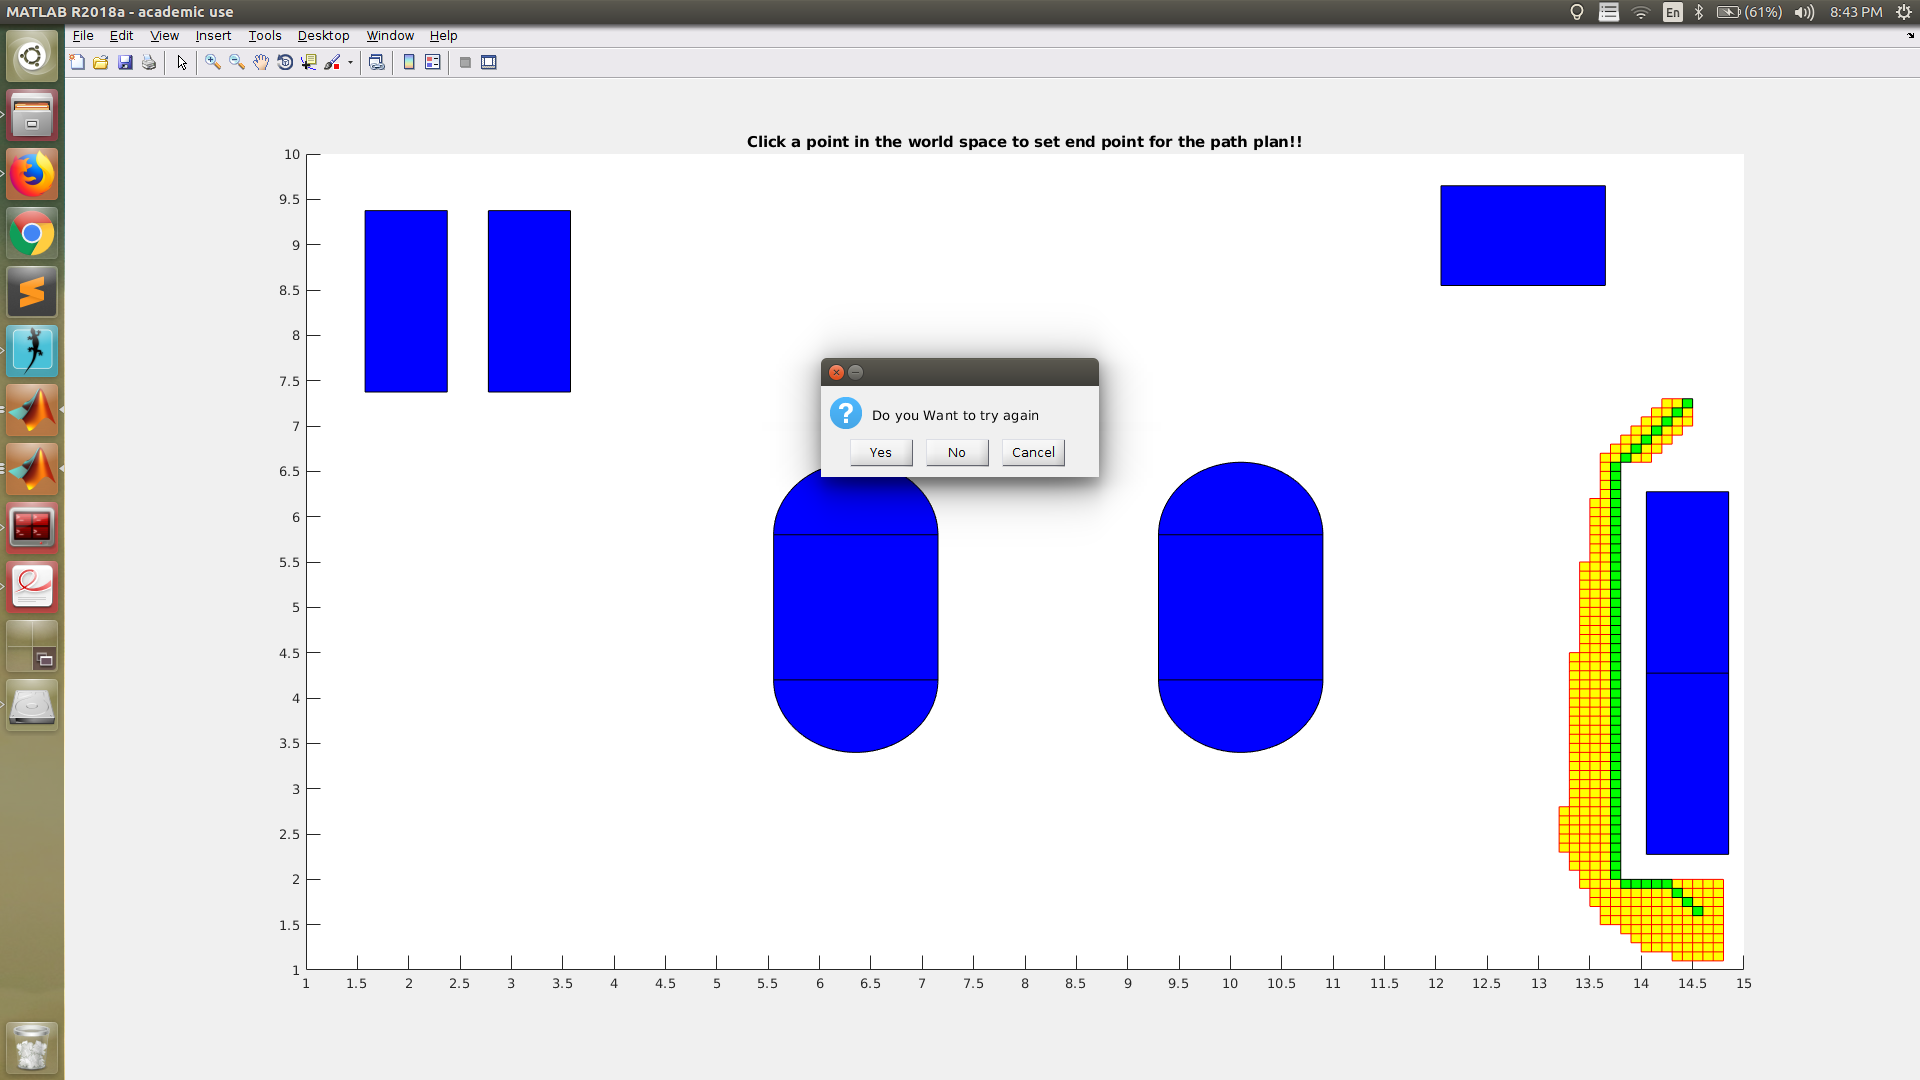 MATLAB R2018a - academic use
En
(61%)
8:43 PM
File Edit View Insert Tools Desktop Window Help
Click a point in the world space to set end point for the path plan!!
10
9.5
9
8.5
8
7.5
7
6.5
6
5.5
5
4.5
4
3.5
3
2.5
2
1.5
1
Do you Want to try again
Yes No Cancel
1 1.5 2 2.5 3 3.5 4 4.5 5 5.5 6 6.5 7 7.5 8 8.5 9 9.5 10 10.5 11 11.5 12 12.5 13 13.5 14 14.5 15